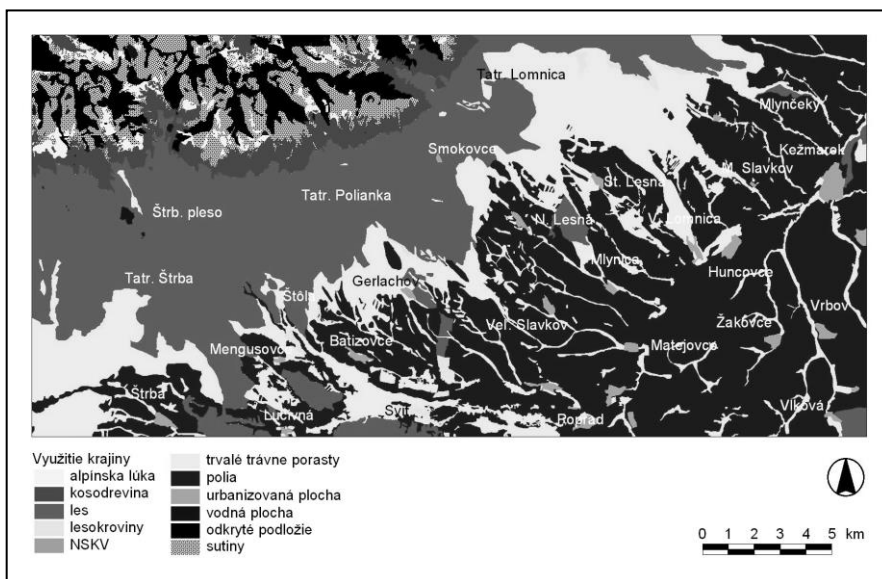 Tatr. Lomnica
Mlynčeky
Smokovce
Kežmarek
M. Slavkov
St. Lesná
Tatr. Polianka
Štrb. pleso
N. Lesná
V. Lomnica
Mlynica
Tatr. Štrba
Gerlachov
Huncovce
Štôla
Vrbov
Žakovce
Veľ. Slavkov
Batizovce
Mengusovce
Matejovce
Štrba
Lučivná
Svit
Poprad
Vlková
Využitie krajiny
alpínska lúka
kosodrevina
les
lesokroviny
NSKV
trvalé trávne porasty
polia
urbanizovaná plocha
vodná plocha
odkryté podložie
sutiny
0 1 2 3 4 5 km